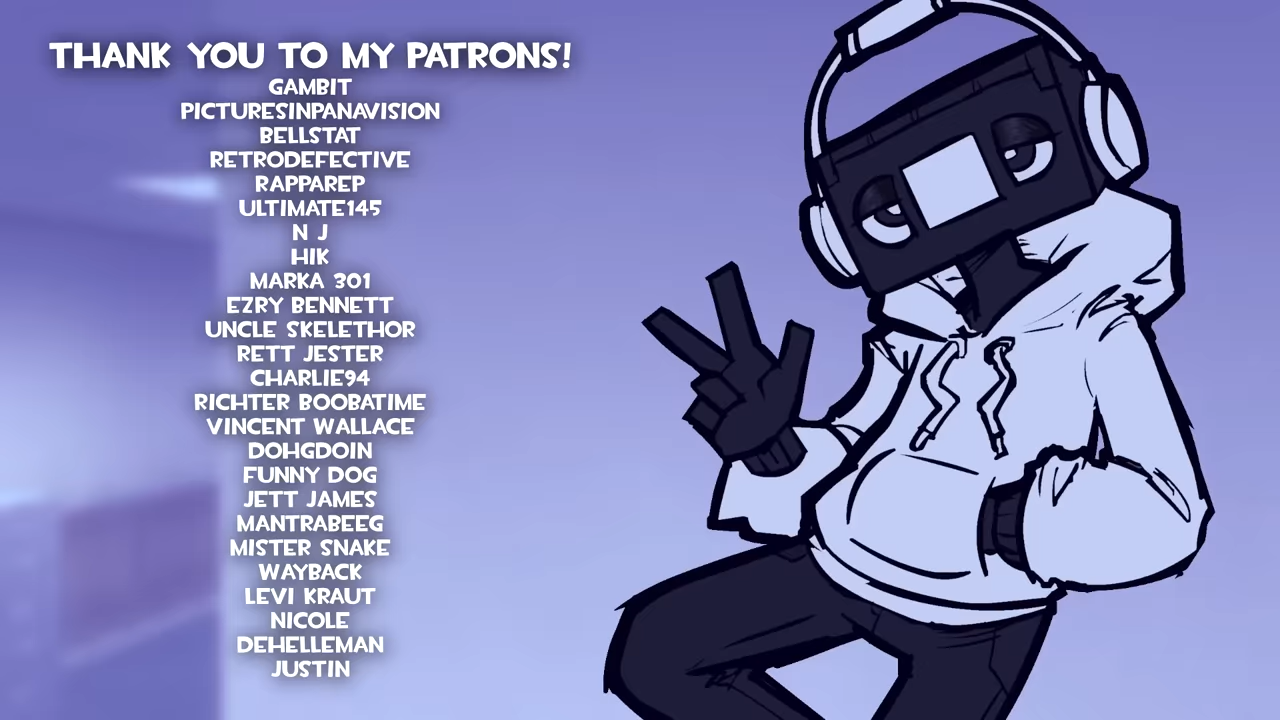 THANK YOU TO MY PATRONS!
GAMBIT
PICTURESINPANAVISION
BELLSTAT
RETRODEFECTIVE
RAPPAREP
ULTIMATE145
N J
HIK
MARKA 301
EZRY BENNETT
UNCLE SKELETHOR
RETT JESTER
CHARLIE94
RICHTER BOOBATIME
VINCENT WALLACE
DOHGDOIN
FUNNY DOG
JETT JAMES
MANTRABEEG
MISTER SNAKE
WAYBACK
LEVI KRAUT
NICOLE
DEHELLEMAN
JUSTIN